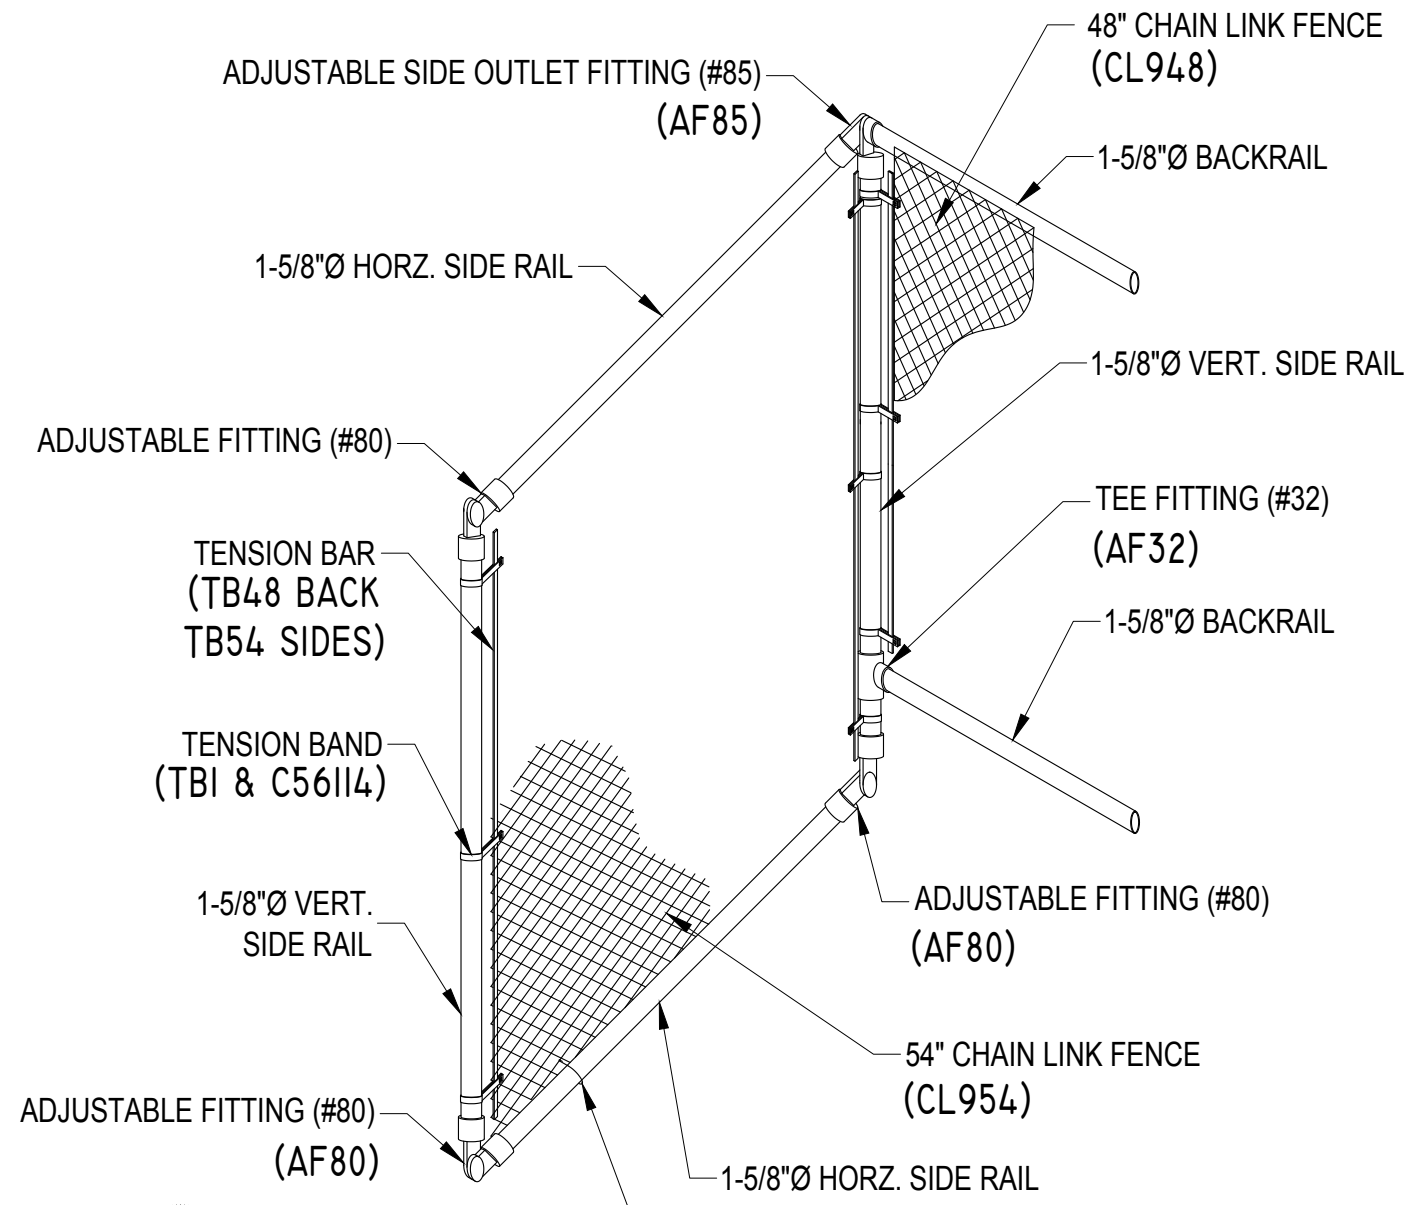 48" CHAIN LINK FENCE
(CL948)
ADJUSTABLE SIDE OUTLET FITTING (#85)
(AF85)
1-5/8"Ø BACKRAIL
1-5/8"Ø HORZ. SIDE RAIL
1-5/8"Ø VERT. SIDE RAIL
ADJUSTABLE FITTING (#80)
TEE FITTING (#32)
(AF32)
TENSION BAR
(TB48 BACK
TB54 SIDES)
1-5/8"Ø BACKRAIL
TENSION BAND
(TB1 & C56114)
1-5/8"Ø VERT.
SIDE RAIL
ADJUSTABLE FITTING (#80)
(AF80)
54" CHAIN LINK FENCE
(CL954)
ADJUSTABLE FITTING (#80)
(AF80)
1-5/8"Ø HORZ. SIDE RAIL